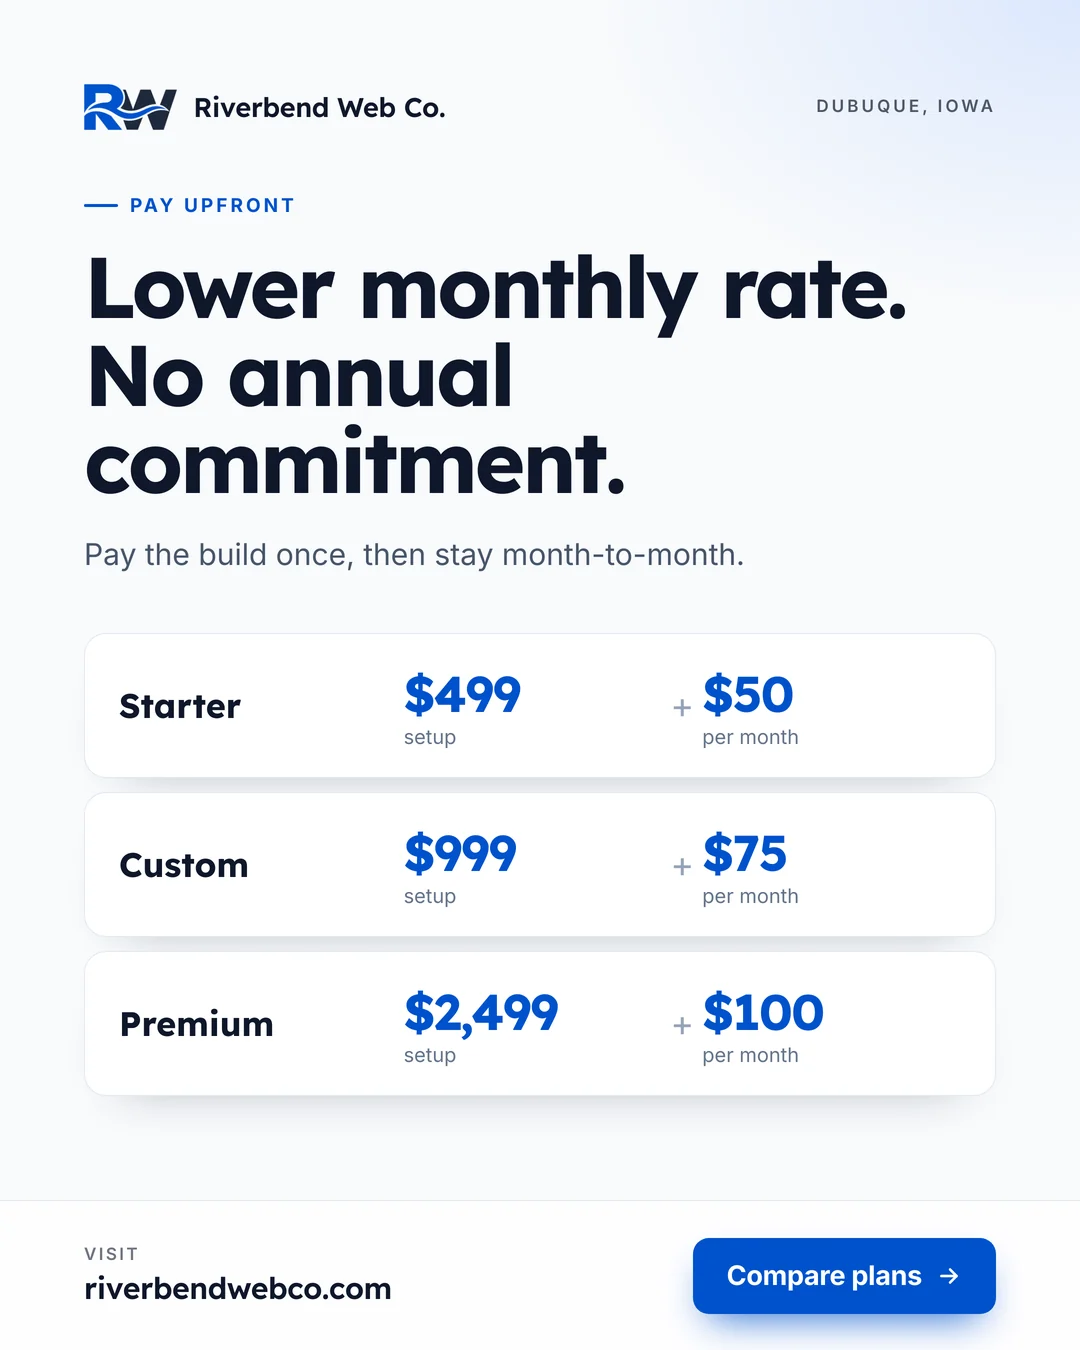 RW Riverbend Web Co.
DUBUQUE, IOWA
PAY UPFRONT
Lower monthly rate.
No annual
commitment.
Pay the build once, then stay month-to-month.
Starter
$499
setup
+ $50
per month
Custom
$999
setup
+ $75
per month
Premium
$2,499
setup
+ $100
per month
VISIT
riverbendwebco.com
Compare plans →